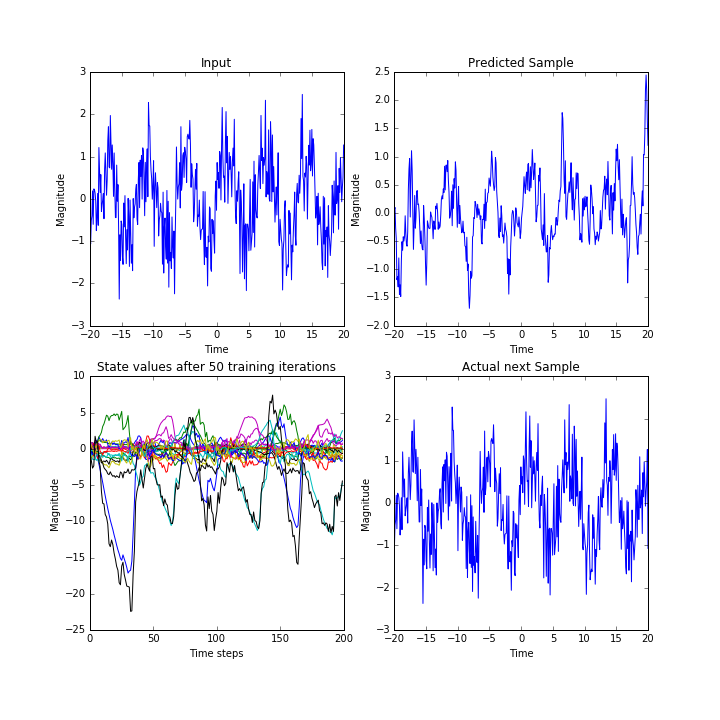 Input
3
2
1
0
−1
−2
−3
Magnitude
−20 −15 −10 −5 0 5 10 15 20
Time
Predicted Sample
2.5
2.0
1.5
1.0
0.5
0.0
−0.5
−1.0
−1.5
−2.0
Magnitude
−20 −15 −10 −5 0 5 10 15 20
Time
State values after 50 training iterations
10
5
0
−5
−10
−15
−20
−25
Magnitude
0 50 100 150 200
Time steps
Actual next Sample
3
2
1
0
−1
−2
−3
Magnitude
−20 −15 −10 −5 0 5 10 15 20
Time